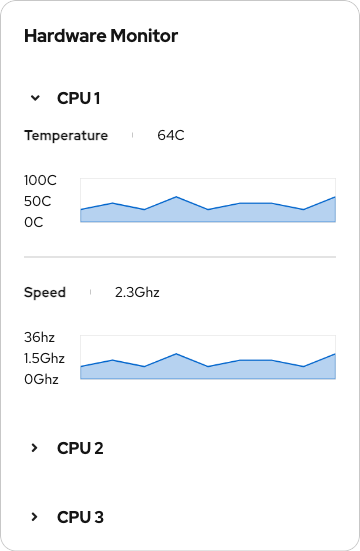 Hardware Monitor
CPU 1
Temperature 64C
100C
50C
0C
Speed 2.3Ghz
36hz
1.5Ghz
0Ghz
CPU 2
CPU 3